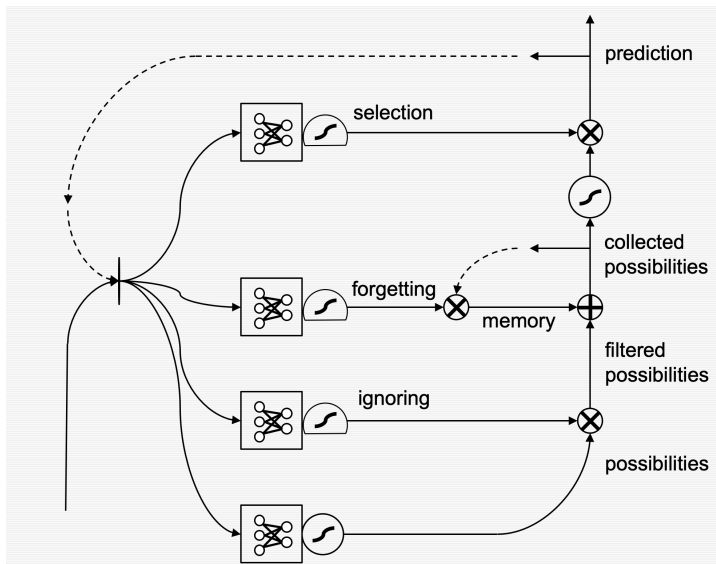 prediction
selection
collected
possibilities
forgetting
memory
filtered
possibilities
ignoring
possibilities